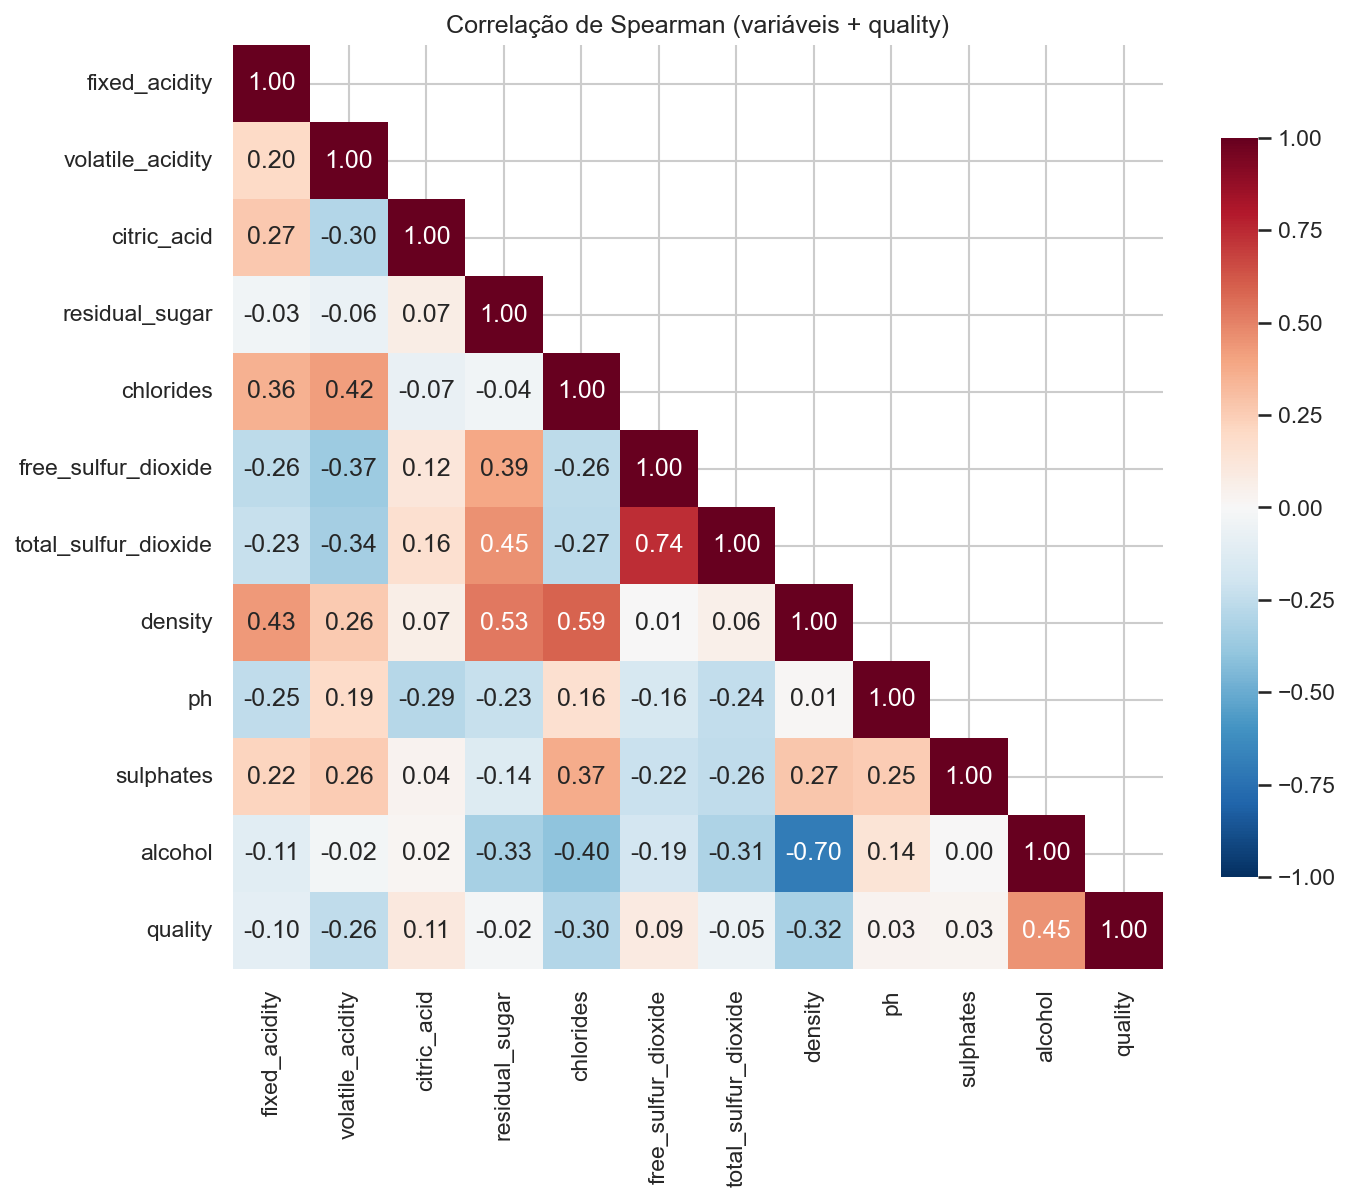 Correlação de Spearman (variáveis + quality)
fixed_acidity 1.00
volatile_acidity 0.20 1.00
citric_acid 0.27 -0.30 1.00
residual_sugar -0.03 -0.06 0.07 1.00
chlorides 0.36 0.42 -0.07 -0.04 1.00
free_sulfur_dioxide -0.26 -0.37 0.12 0.39 -0.26 1.00
total_sulfur_dioxide -0.23 -0.34 0.16 0.45 -0.27 0.74 1.00
density 0.43 0.26 0.07 0.53 0.59 0.01 0.06 1.00
ph -0.25 0.19 -0.29 -0.23 0.16 -0.16 -0.24 0.01 1.00
sulphates 0.22 0.26 0.04 -0.14 0.37 -0.22 -0.26 0.27 0.25 1.00
alcohol -0.11 -0.02 0.02 -0.33 -0.40 -0.19 -0.31 -0.70 0.14 0.00 1.00
quality -0.10 -0.26 0.11 -0.02 -0.30 0.09 -0.05 -0.32 0.03 0.03 0.45 1.00
fixed_acidity
volatile_acidity
citric_acid
residual_sugar
chlorides
free_sulfur_dioxide
total_sulfur_dioxide
density
ph
sulphates
alcohol
quality
1.00
0.75
0.50
0.25
0.00
−0.25
−0.50
−0.75
−1.00